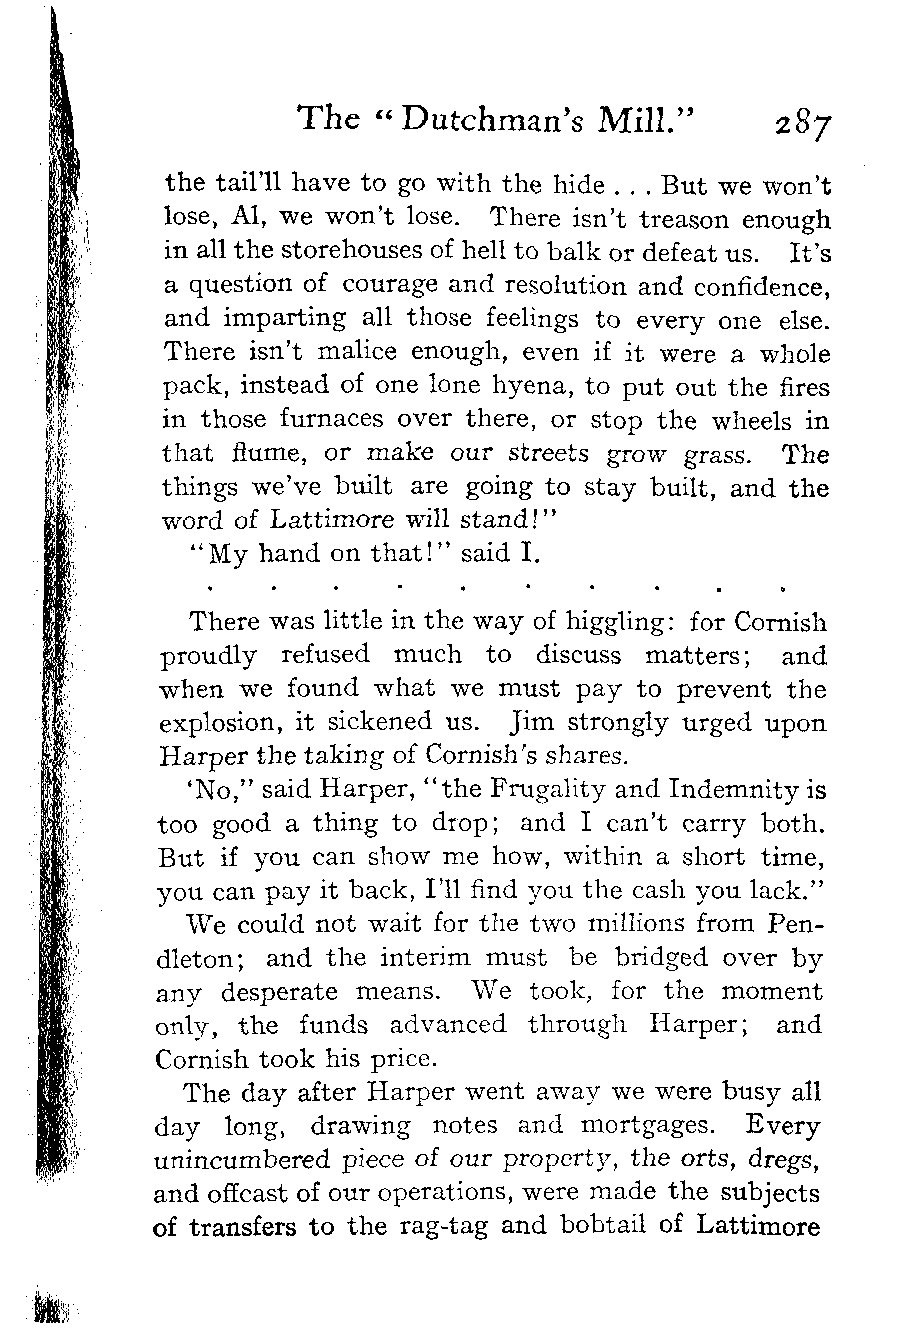 The “Dutchman's Mill.” 287
the tail'll have to go with the hide . . . But we won't
lose, Al, we won't lose. There isn't treason enough
in all the storehouses of hell to balk or defeat us. It's
a question of courage and resolution and confidence,
and imparting all those feelings to every one else.
There isn't malice enough, even if it were a whole
pack, instead of one lone hyena, to put out the fires
in those furnaces over there, or stop the wheels in
that flume, or make our streets grow grass. The
things we've built are going to stay built, and the
word of Lattimore will stand!”
“My hand on that!” said I.
. . . . . . . . . .
There was little in the way of higgling: for Cornish
proudly refused much to discuss matters; and
when we found what we must pay to prevent the
explosion, it sickened us. Jim strongly urged upon
Harper the taking of Cornish's shares.
‘No,” said Harper, “the Frugality and Indemnity is
too good a thing to drop; and I can't carry both.
But if you can show me how, within a short time,
you can pay it back, I'll find you the cash you lack.”
We could not wait for the two millions from Pen-
dleton; and the interim must be bridged over by
any desperate means. We took, for the moment
only, the funds advanced through Harper; and
Cornish took his price.
The day after Harper went away we were busy all
day long, drawing notes and mortgages. Every
unincumbered piece of our property, the orts, dregs,
and offcast of our operations, were made the subjects
of transfers to the rag-tag and bobtail of Lattimore